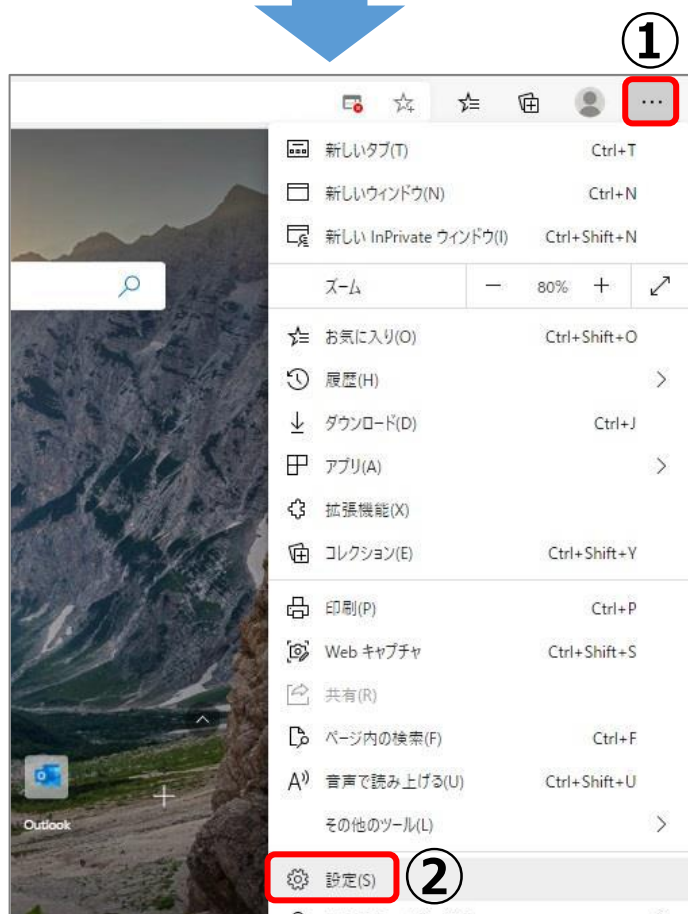 ①
新しいタブ(T) Ctrl+T
新しいウィンドウ(N) Ctrl+N
新しい InPrivate ウィンドウ(I) Ctrl+Shift+N
ズーム 80%
お気に入り(O) Ctrl+Shift+O
履歴(H)
ダウンロード(D) Ctrl+J
アプリ(A)
拡張機能(X)
コレクション(E) Ctrl+Shift+Y
印刷(P) Ctrl+P
Web キャプチャ Ctrl+Shift+S
共有(R)
ページ内の検索(F) Ctrl+F
音声で読み上げる(U) Ctrl+Shift+U
Outlook
その他のツール(L)
設定(S) ②